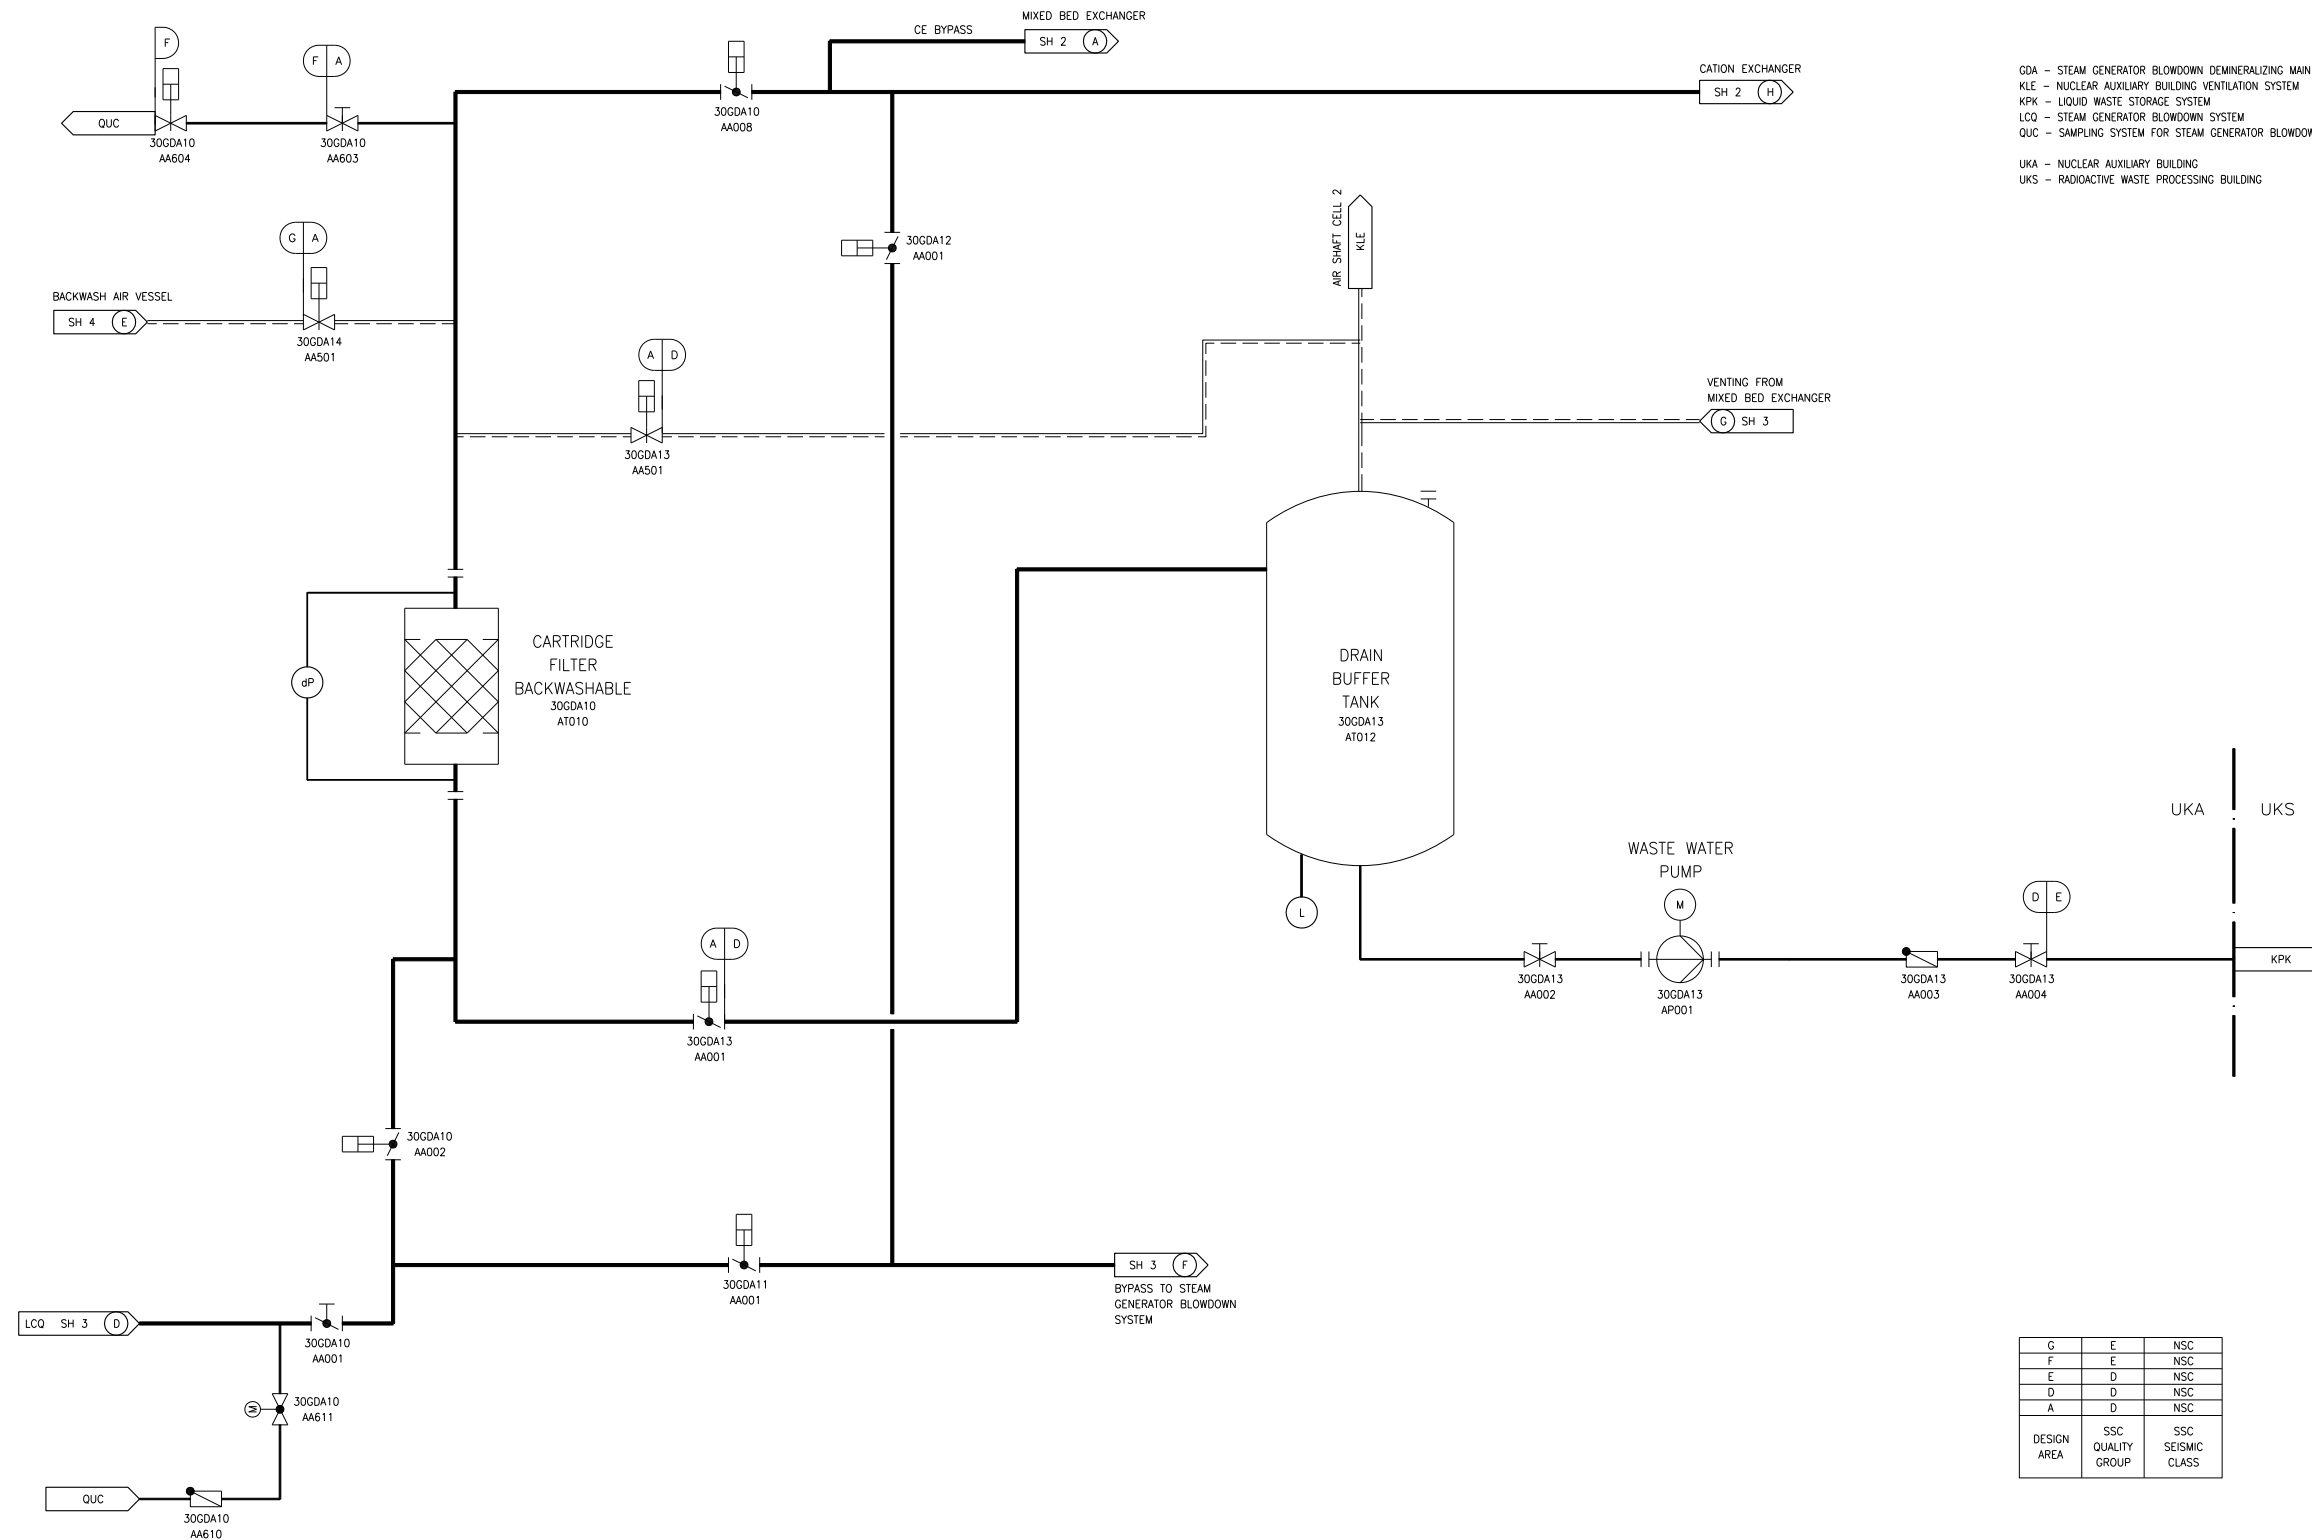 MIXED BED EXCHANGER
CE BYPASS
SH 2 A
F
F A
CATION EXCHANGER
SH 2 H
QUC
30GDA10
AA604
30GDA10
AA603
30GDA10
AA008
GDA - STEAM GENERATOR BLOWDOWN DEMINERALIZING MAIN
KLE - NUCLEAR AUXILIARY BUILDING VENTILATION SYSTEM
KPK - LIQUID WASTE STORAGE SYSTEM
LCQ - STEAM GENERATOR BLOWDOWN SYSTEM
QUC - SAMPLING SYSTEM FOR STEAM GENERATOR
UKA - NUCLEAR AUXILIARY BUILDING
UKS - RADIOACTIVE WASTE PROCESSING BUILDING
G A
30GDA12
AA001
AIR SHAFT CELL 2
KLE
BACKWASH AIR VESSEL
SH 4 E
30GDA14
AA501
A D
30GDA13
AA501
VENTING FROM
MIXED BED EXCHANGER
G SH 3
dP
CARTRIDGE
FILTER
BACKWASHABLE
30GDA10
AT010
DRAIN
BUFFER
TANK
30GDA13
AT012
UKA
UKS
WASTE WATER
PUMP
M
L
D E
A D
30GDA13
AA002
30GDA13
AP001
30GDA13
AA003
30GDA13
AA004
KPK
30GDA13
AA001
30GDA10
AA002
30GDA11
AA001
SH 3 F
BYPASS TO STEAM
GENERATOR BLOWDOWN
SYSTEM
LCQ SH 3 D
30GDA10
AA001
M
30GDA10
AA611
QUC
30GDA10
AA610
G E NSC
F E NSC
E D NSC
D D NSC
A D NSC
DESIGN
AREA
SSC
QUALITY
GROUP
SSC
SEISMIC
CLASS